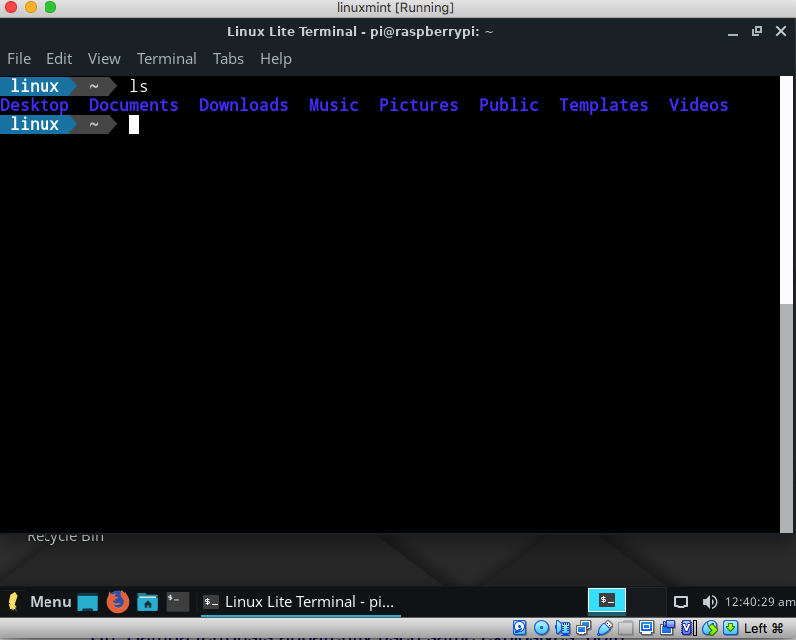 linuxmint [Running]
Linux Lite Terminal - pi@raspberrypi: ~
File Edit View Terminal Tabs Help
linux ~ ls
Desktop Documents Downloads Music Pictures Public Templates Videos
linux ~
Recycle Bin
Menu $_ Linux Lite Terminal - pi... 12:40:29 am
Left ⌘